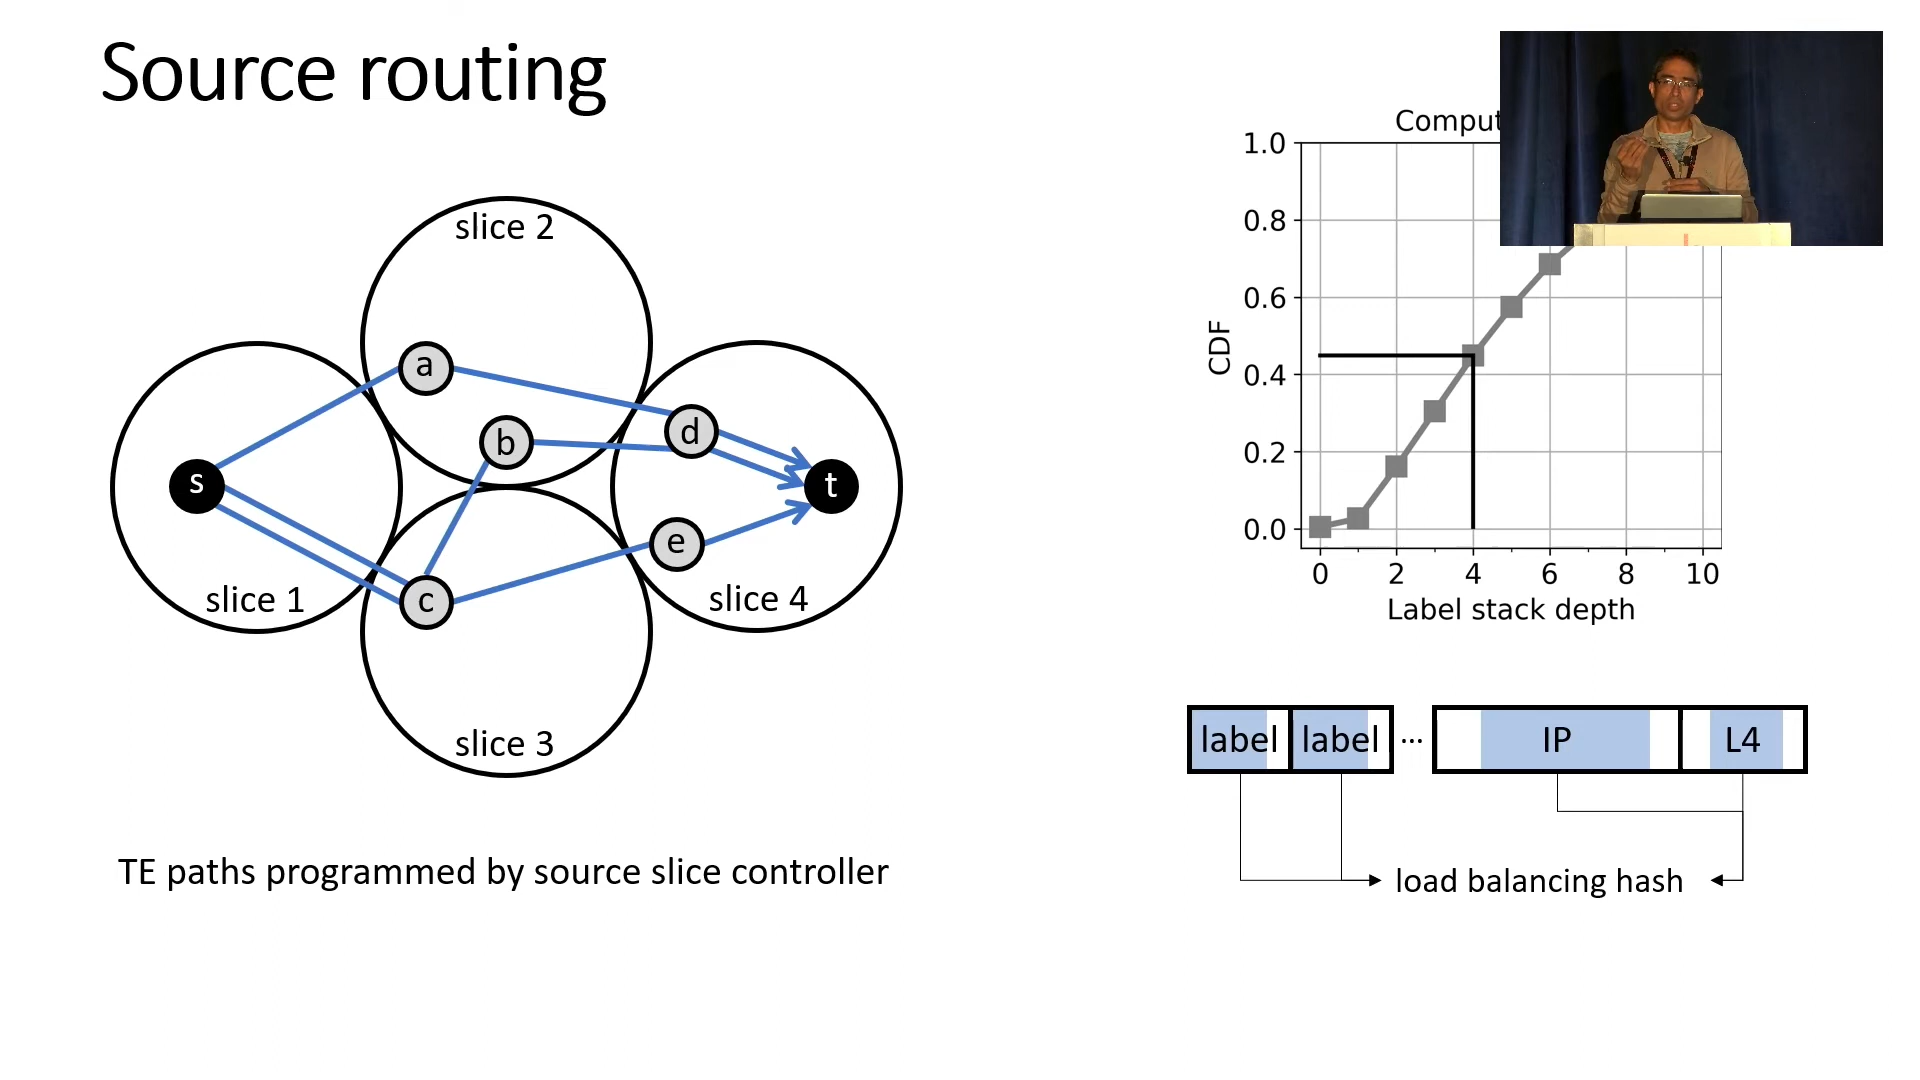 Source routing
slice 2
a
b
d
s
t
e
c
slice 1
slice 4
slice 3
TE paths programmed by source slice controller
1.0
0.8
0.6
0.4
0.2
0.0
CDF
0 2 4 6 8 10
Label stack depth
label label ... IP L4
load balancing hash